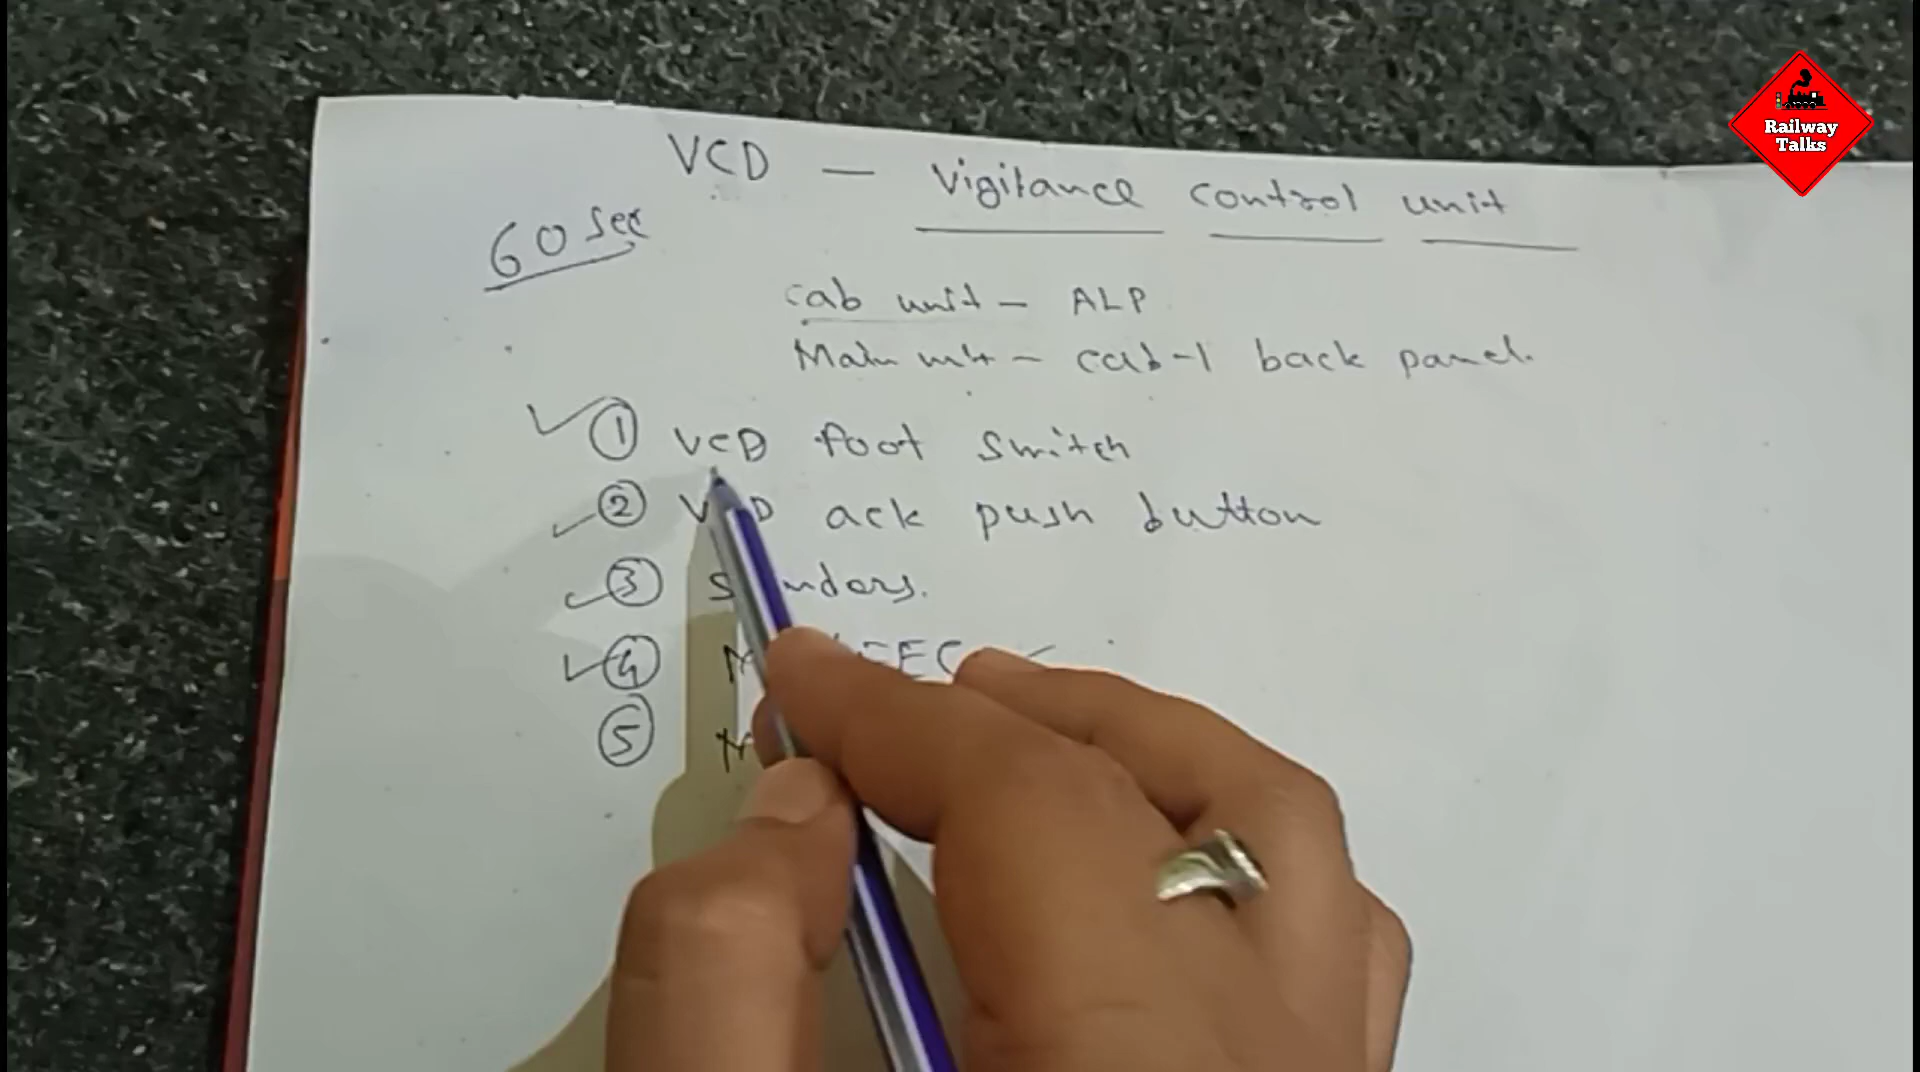 VCD — Vigilance control unit
60 sec
cab unit — ALP
Main unit — cab-1 back panel.
① VCD foot switch
② VCD ack push button
③
④
⑤
Railway
Talks